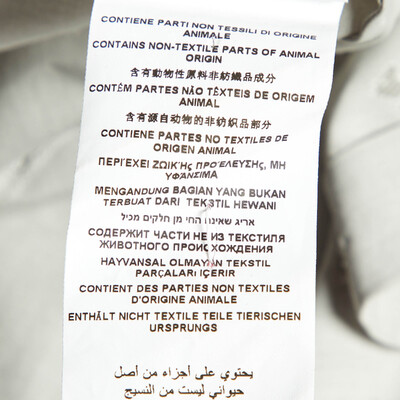 CONTIENE PARTI NON TESSILI DI ORIGINE
ANIMALE
CONTAINS NON-TEXTILE PARTS OF ANIMAL
ORIGIN
含有動物性原料非紡織品成分
CONTÉM PARTES NÃO TÊXTEIS DE ORIGEM
ANIMAL
含有源自动物的非纺织品部分
CONTIENE PARTES NO TEXTILES DE
ORIGEN ANIMAL
ΠΕΡΙΈΧΕΙ ΖΩΙΚΉς ΠΡΟΈΛΕΥΣΗς, ΜΗ
ΥΦΆΝΣΙΜΑ
MENGANDUNG BAGIAN YANG BUKAN
TERBUAT DARI TEKSTIL HEWANI
אריג שאינו החי מן חלקים מכיל
СОДЕРЖИТ ЧАСТИ НЕ ИЗ ТЕКСТИЛЯ
ЖИВОТНОГО ПРОИСХОЖДЕНИЯ
HAYVANSAL OLMAYAN TEKSTIL
PARÇALARI IÇERIR
CONTIENT DES PARTIES NON TEXTILES
D'ORIGINE ANIMALE
ENTHÄLT NICHT TEXTILE TEILE TIERISCHEN
URSPRUNGS
يحتوي على أجزاء من أصل
حيواني ليست من النسيج